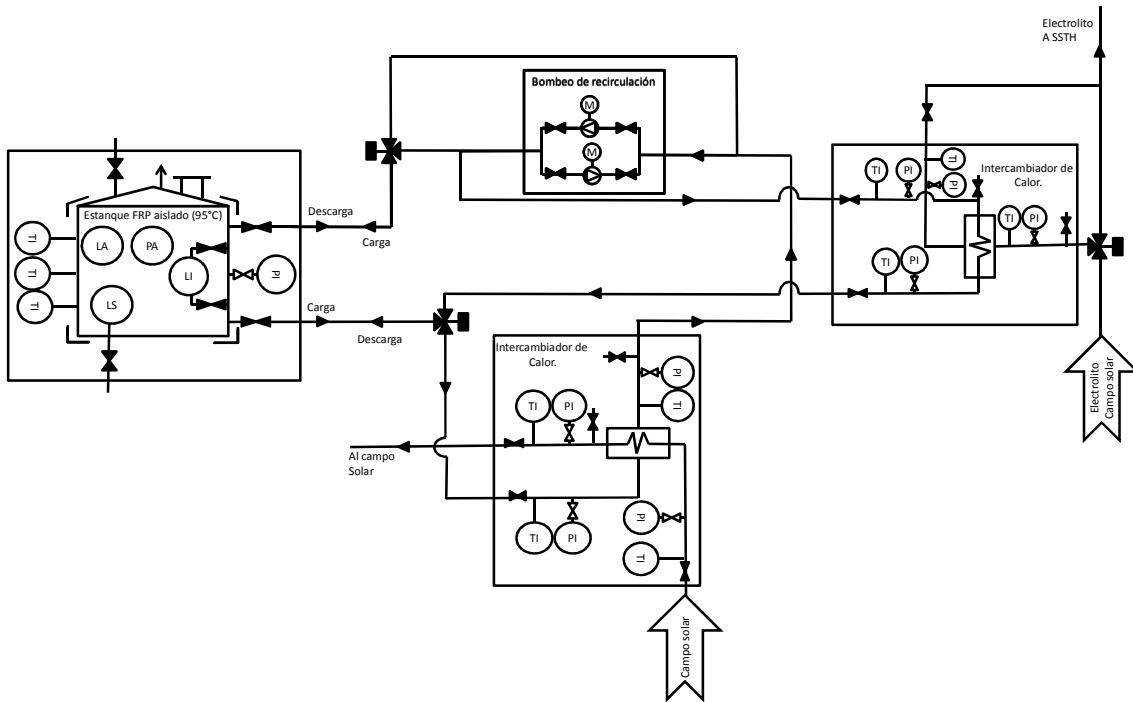 Electrolito
A SSTH
Bombeo de recirculación
M
M
TI
PI
TI
PI
Intercambiador de
Calor.
TI
PI
TI
PI
Estanque FRP aislado (95°C)
LA
PA
LI
PI
LS
TI
TI
TI
Descarga
Carga
Carga
Descarga
Intercambiador de
Calor.
PI
TI
TI
PI
Al campo
Solar
TI
PI
PI
TI
Campo solar
Electrolito
Campo solar